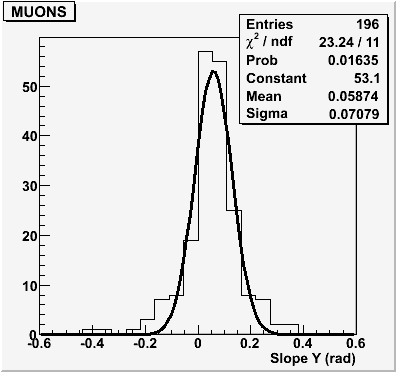 MUONS
Entries 196
χ² / ndf 23.24 / 11
Prob 0.01635
Constant 53.1
Mean 0.05874
Sigma 0.07079
50
40
30
20
10
0
-0.6 -0.4 -0.2 0 0.2 0.4 0.6
Slope Y (rad)